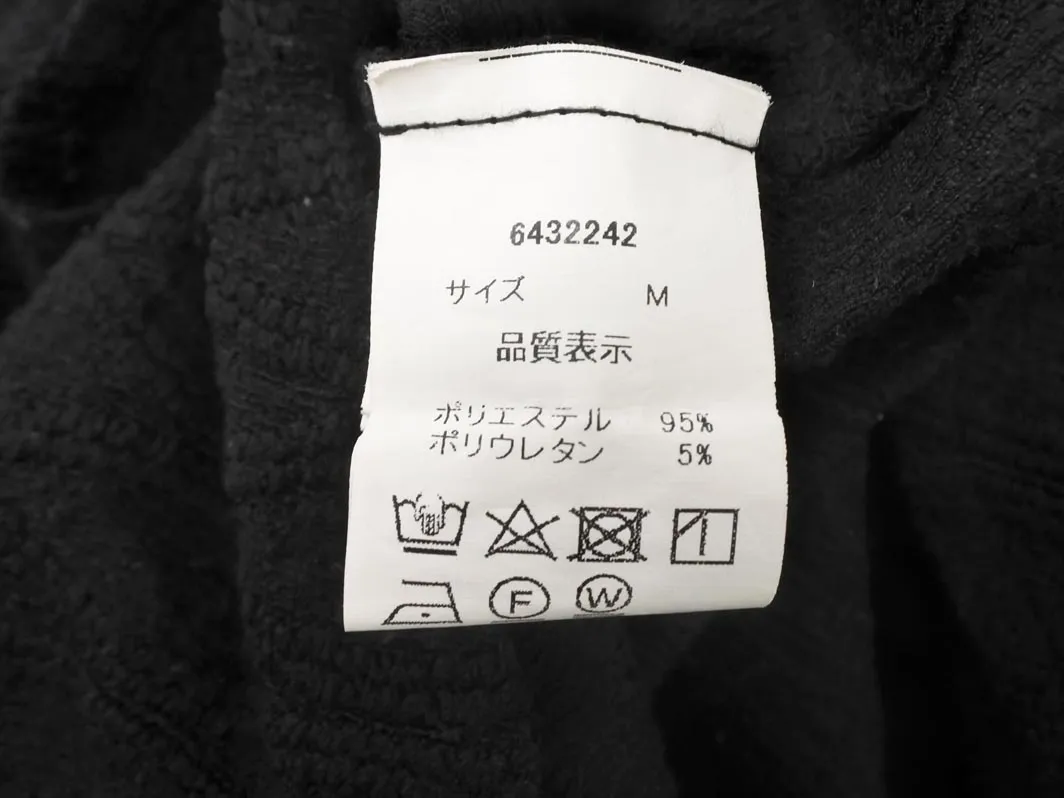 6432242
サイズ M
品質表示
ポリエステル 95%
ポリウレタン 5%
F W